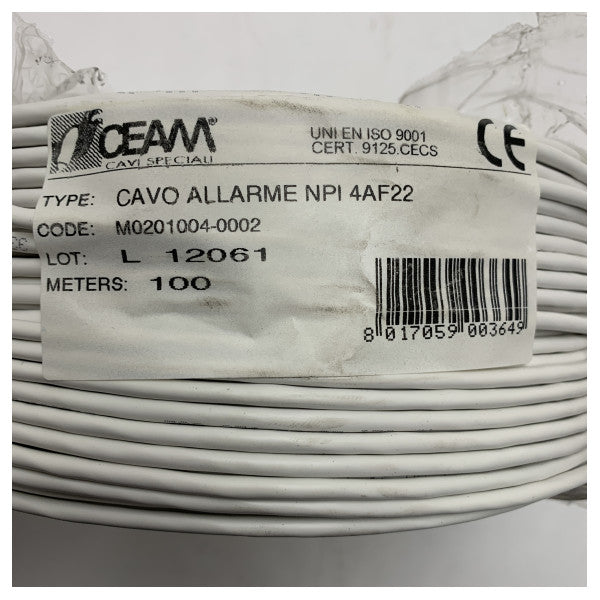 CEAM®
CAVI SPECIALI
UNI EN ISO 9001
CERT. 9125.CECS
CE
TYPE: CAVO ALLARME NPI 4AF22
CODE: M0201004-0002
LOT: L 12061
METERS: 100
8 017059 003649